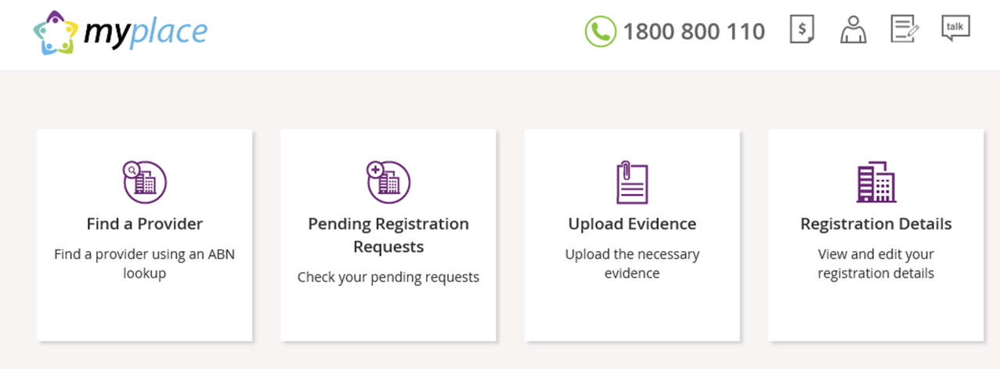 myplace
1800 800 110
$
talk
Find a Provider
Find a provider using an ABN
lookup
Pending Registration
Requests
Check your pending requests
Upload Evidence
Upload the necessary
evidence
Registration Details
View and edit your
registration details